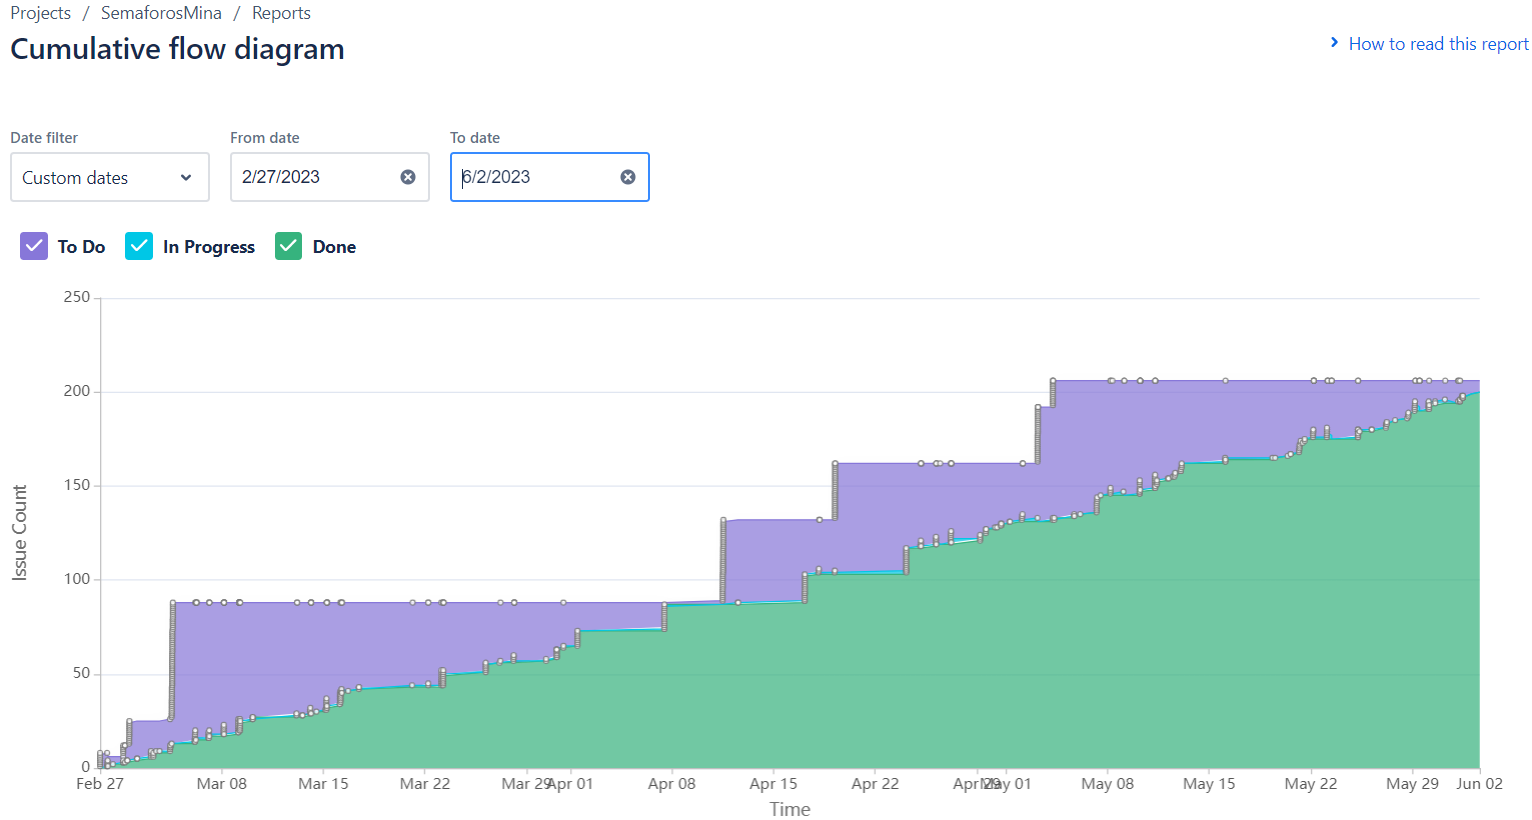 Projects / SemaforosMina / Reports
Cumulative flow diagram
How to read this report
Date filter From date To date
Custom dates 2/27/2023 6/2/2023
To Do In Progress Done
250
200
150
100
50
0
Issue Count
Feb 27 Mar 08 Mar 15 Mar 22 Mar 29 Apr 01 Apr 08 Apr 15 Apr 22 Apr 29 May 01 May 08 May 15 May 22 May 29 Jun 02
Time